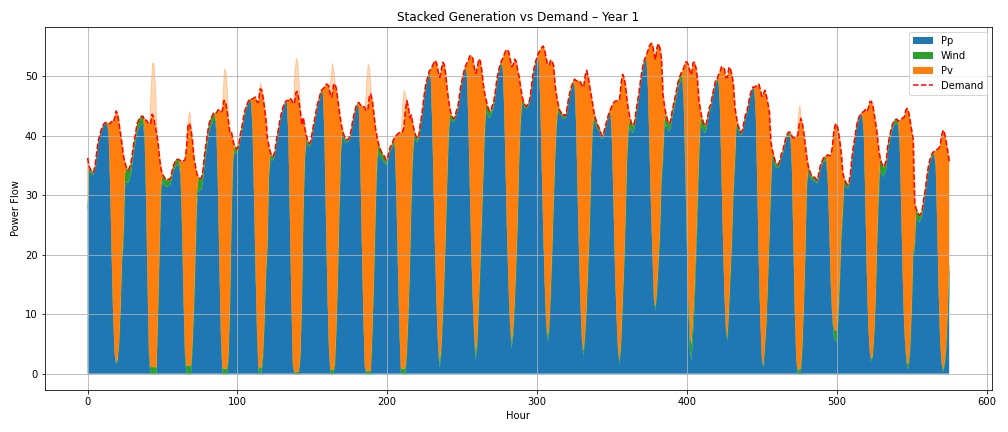 Stacked Generation vs Demand – Year 1
Pp
Wind
Pv
Demand
Power Flow
50
40
30
20
10
0
0 100 200 300 400 500 600
Hour